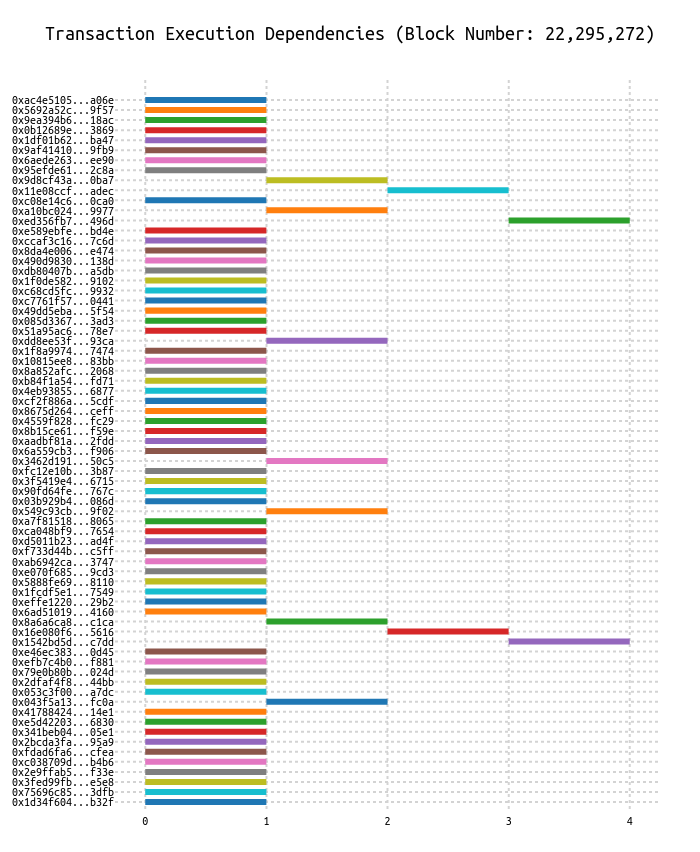 Transaction Execution Dependencies (Block Number: 22,295,272)
0xac4e5105...a06e
0x5692a52c...9f57
0x9ea394b6...18ac
0x0b12689e...3869
0x1df01b62...ba47
0x9af41410...9fb9
0x6aede263...ee90
0x95efde61...2c8a
0x9d8cf43a...0ba7
0x11e08ccf...adec
0xc08e14c6...0ca0
0xa10bc024...9977
0xed356fb7...496d
0xe589ebfe...bd4e
0xccaf3c16...7c6d
0x8da4e006...e474
0x490d9830...138d
0xdb80407b...a5db
0x1f0de582...9102
0xc68cd5fc...9932
0xc7761f57...0441
0x49dd5eba...5f54
0x085d3367...3ad3
0x51a95ac6...78e7
0xdd8ee53f...93ca
0x1f8a9974...7474
0x10815ee8...83bb
0x8a852afc...2068
0xb84f1a54...fd71
0x4eb93855...6877
0xcf2f886a...5cdf
0x8675d264...ceff
0x4559f828...fc29
0x8b15ce61...f59e
0xaadbf81a...2fdd
0x6a559cb3...f906
0x3462d191...50c5
0xfc12e10b...3b87
0x3f5419e4...6715
0x90fd64fe...767c
0x03b929b4...086d
0x549c93cb...9f02
0xa7f81518...8065
0xca048bf9...7654
0xd5011b23...ad4f
0xf733d44b...c5ff
0xab6942ca...3747
0xe070f685...9cd3
0x5888fe69...8110
0x1fcdf5e1...7549
0xeffe1220...29b2
0x6ad51019...4160
0x8a6a6ca8...c1ca
0x16e080f6...5616
0x1542bd5d...c7dd
0xe46ec383...0d45
0xefb7c4b0...f881
0x79e0b80b...024d
0x2dfaf4f8...44bb
0x053c3f00...a7dc
0x043f5a13...fc0a
0x41788424...14e1
0xe5d42203...6830
0x341beb04...05e1
0x2bcda3fa...95a9
0xfdad6fa6...cfea
0xc038709d...b4b6
0x2e9ffab5...f33e
0x3fed99fb...e5e8
0x75696c85...3dfb
0x1d34f604...b32f
0 1 2 3 4